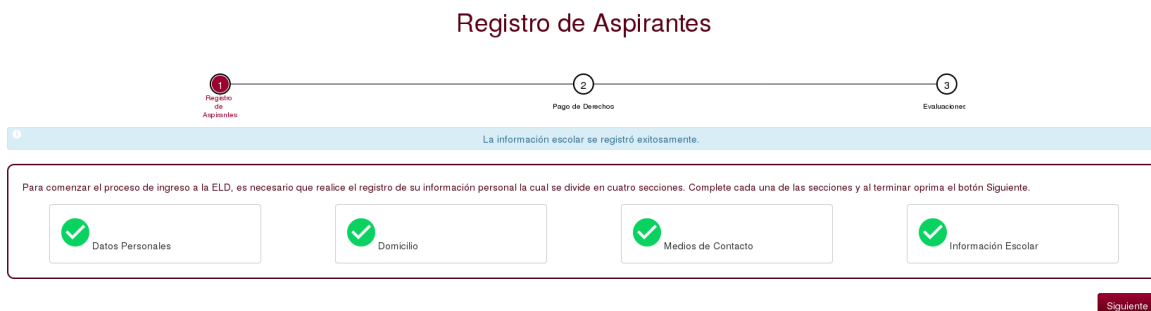 Registro de Aspirantes
1
2
3
Registro
de
Aspirantes
Pago de Derechos
Evaluaciones
La información escolar se registró exitosamente.
Para comenzar el proceso de ingreso a la ELD, es necesario que realice el registro de su información personal la cual se divide en cuatro secciones. Complete cada una de las secciones y al terminar oprima el botón Siguiente.
Datos Personales
Domicilio
Medios de Contacto
Información Escolar
Siguiente